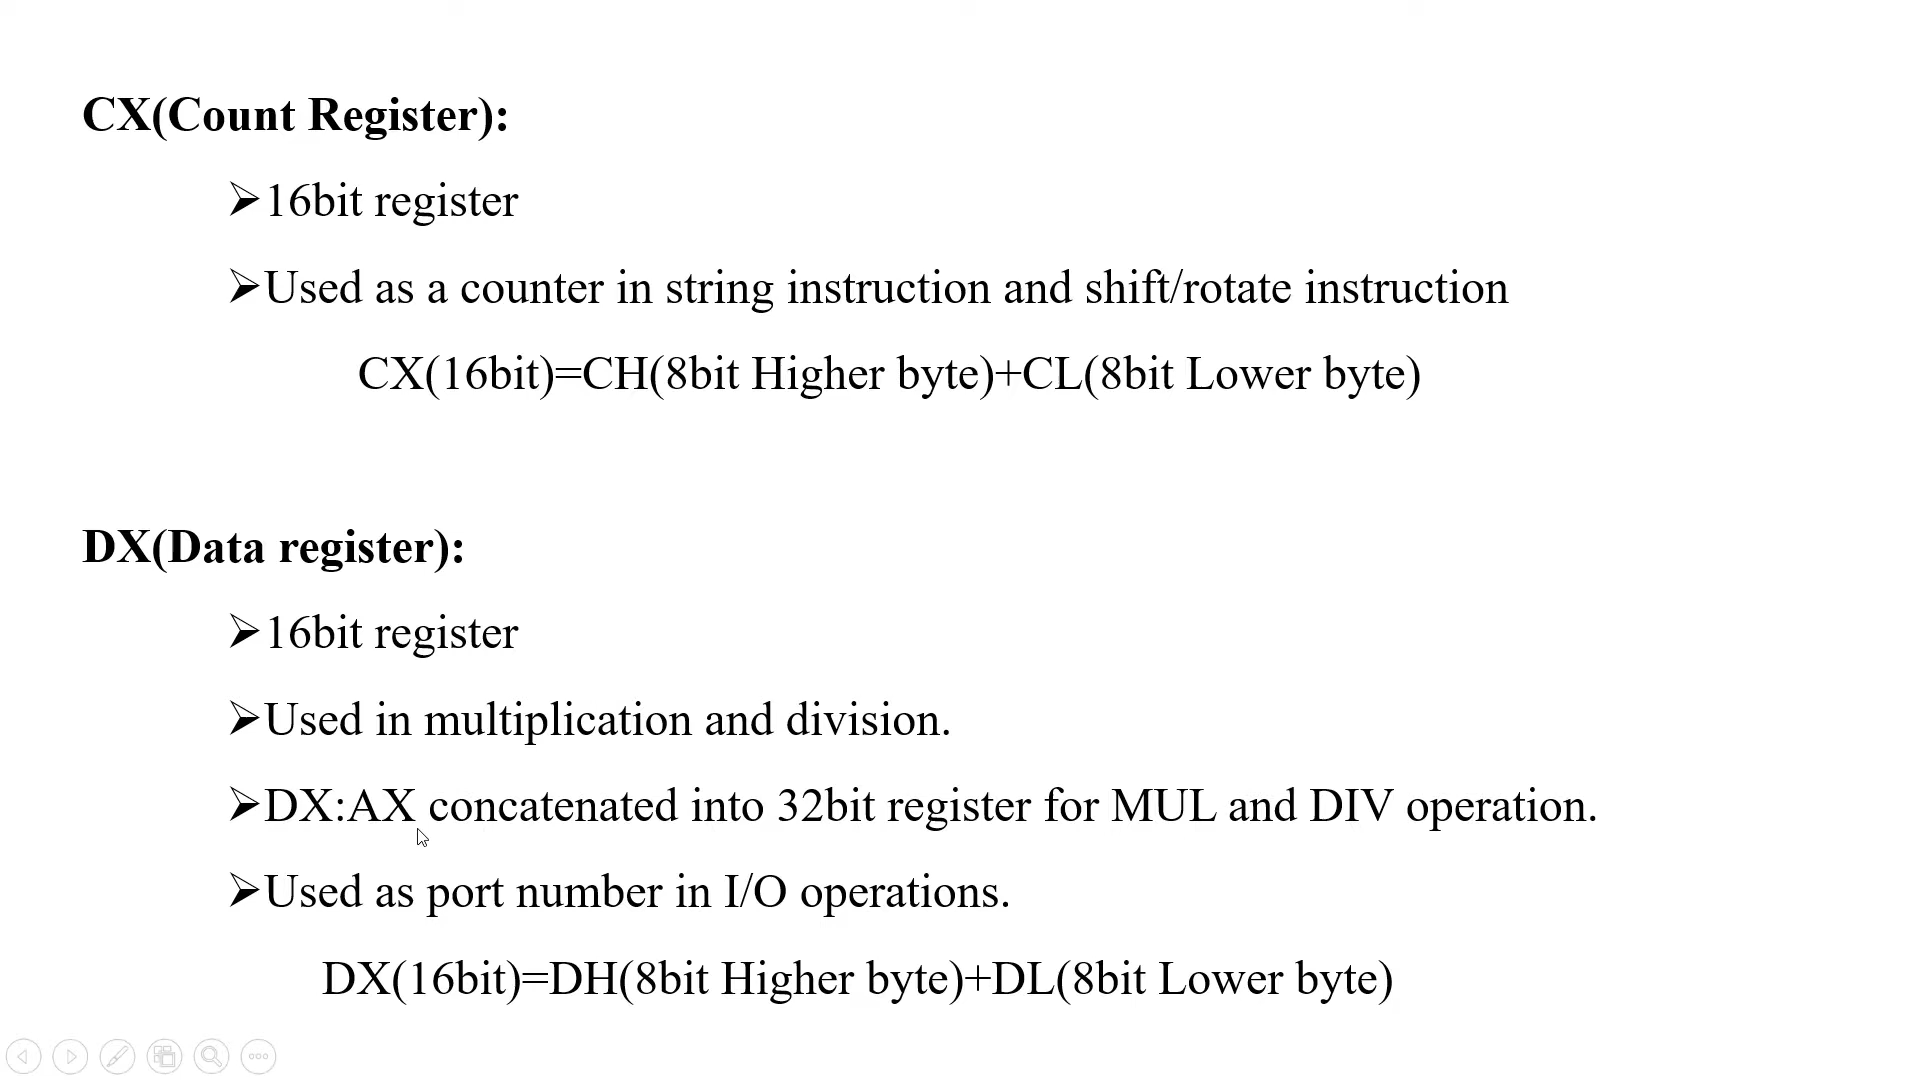 CX(Count Register):
➢16bit register
➢Used as a counter in string instruction and shift/rotate instruction
CX(16bit)=CH(8bit Higher byte)+CL(8bit Lower byte)
DX(Data register):
➢16bit register
➢Used in multiplication and division.
➢DX:AX concatenated into 32bit register for MUL and DIV operation.
➢Used as port number in I/O operations.
DX(16bit)=DH(8bit Higher byte)+DL(8bit Lower byte)